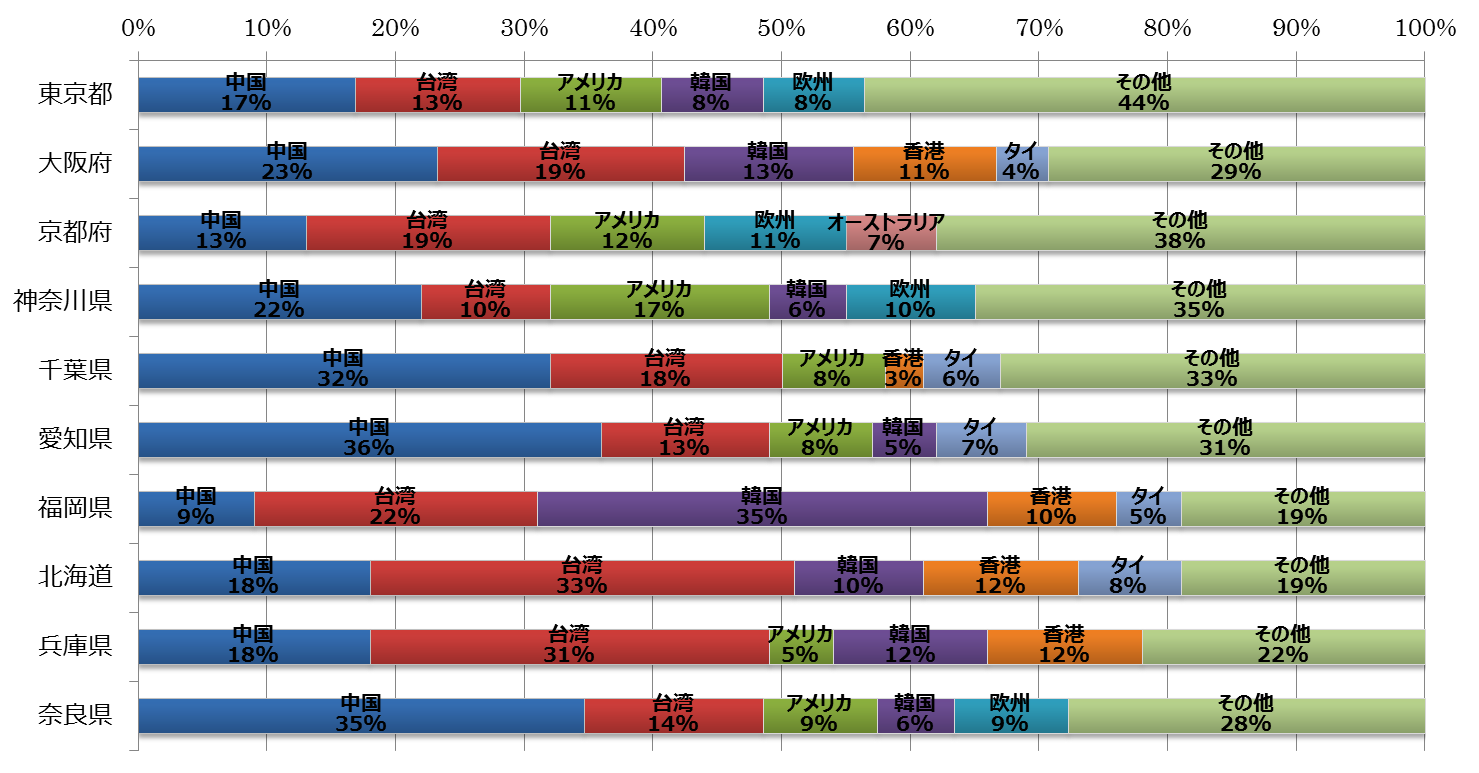 0% 10% 20% 30% 40% 50% 60% 70% 80% 90% 100%
東京都
中国 台湾 アメリカ 韓国 欧州 その他
17% 13% 11% 8% 8% 44%
大阪府
中国 台湾 韓国 香港 タイ その他
23% 19% 13% 11% 4% 29%
京都府
中国 台湾 アメリカ 欧州 オーストラリア その他
13% 19% 12% 11% 7% 38%
神奈川県
中国 台湾 アメリカ 韓国 欧州 その他
22% 10% 17% 6% 10% 35%
千葉県
中国 台湾 アメリカ 香港 タイ その他
32% 18% 8% 3% 6% 33%
愛知県
中国 台湾 アメリカ 韓国 タイ その他
36% 13% 8% 5% 7% 31%
福岡県
中国 台湾 韓国 香港 タイ その他
9% 22% 35% 10% 5% 19%
北海道
中国 台湾 韓国 香港 タイ その他
18% 33% 10% 12% 8% 19%
兵庫県
中国 台湾 アメリカ 韓国 香港 その他
18% 31% 5% 12% 12% 22%
奈良県
中国 台湾 アメリカ 韓国 欧州 その他
35% 14% 9% 6% 9% 28%